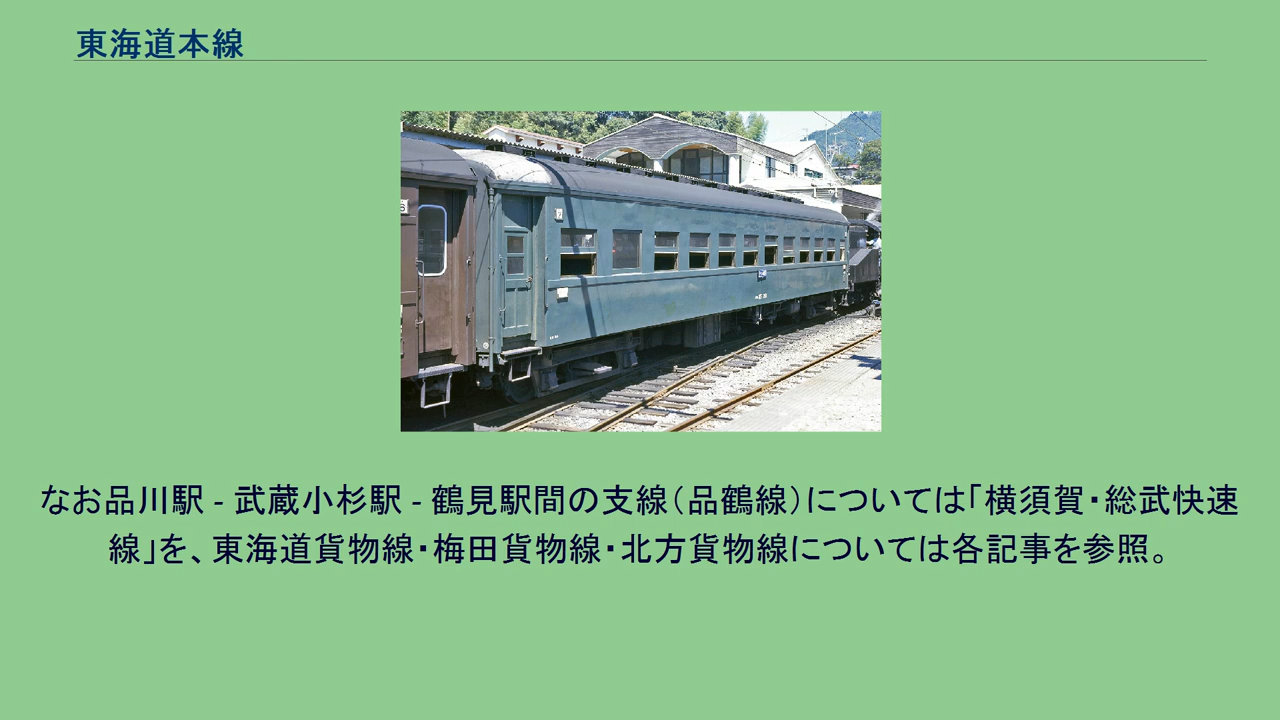 東海道本線
なお品川駅 - 武蔵小杉駅 - 鶴見駅間の支線（品鶴線）については「横須賀・総武快速
線」を、東海道貨物線・梅田貨物線・北方貨物線については各記事を参照。